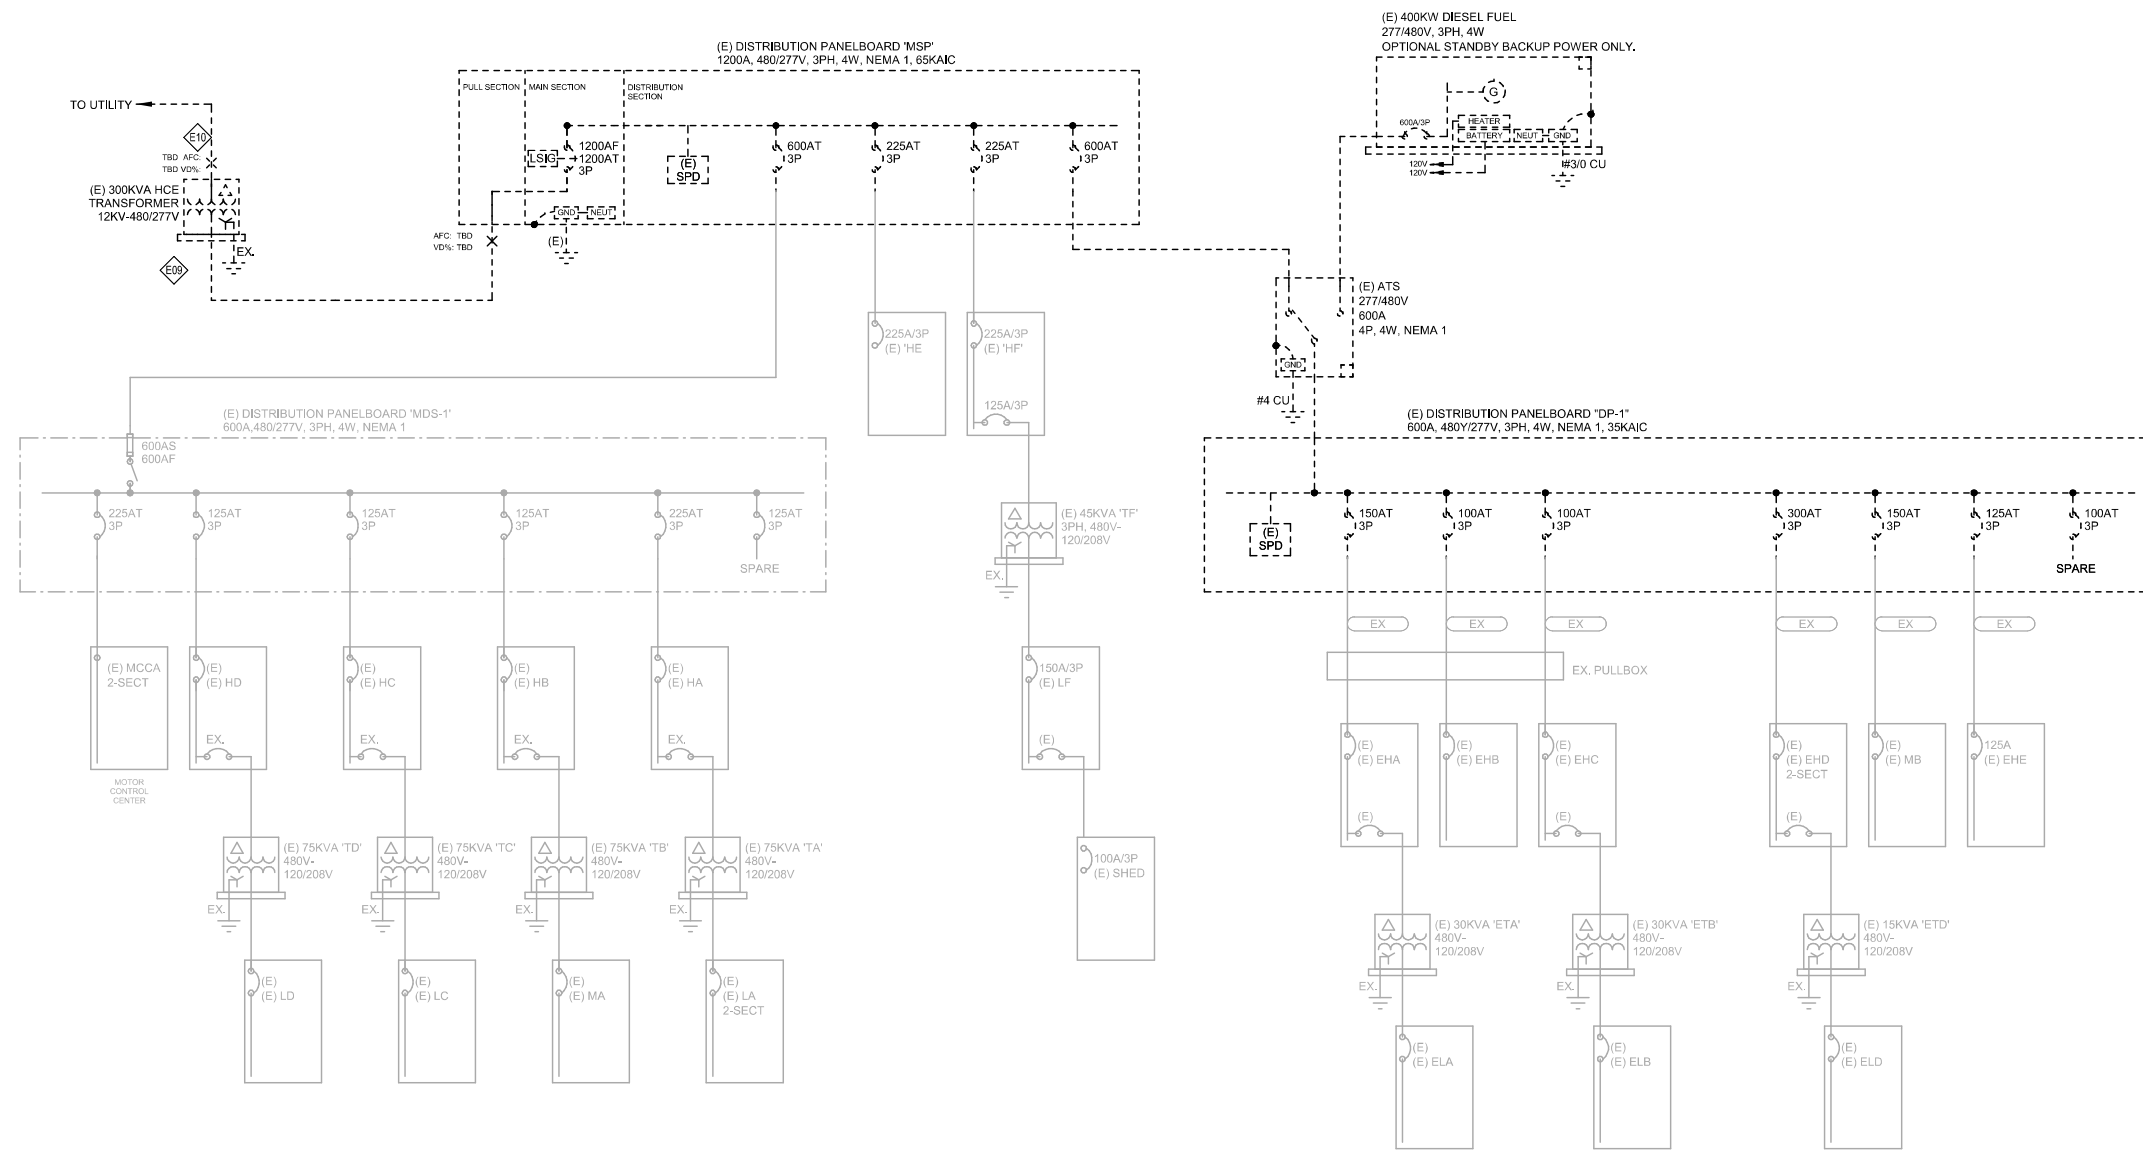 (E) 400KW DIESEL FUEL
277/480V, 3PH, 4W
OPTIONAL STANDBY BACKUP POWER ONLY.
(E) DISTRIBUTION PANELBOARD 'MSP'
1200A, 480/277V, 3PH, 4W, NEMA 1, 65KAIC
PULL SECTION
MAIN SECTION
DISTRIBUTION
SECTION
TO UTILITY
E10
TBD AFC:
TBD VD%:
(E) 300KVA HCE
TRANSFORMER
12KV-480/277V
EX.
E09
LSIG
1200AF
1200AT
3P
(E)
SPD
600AT
3P
225AT
3P
225AT
3P
600AT
3P
GND
NEUT
(E)
AFC: TBD
VD%: TBD
G
600A/3P
HEATER
BATTERY
NEUT
GND
120V
120V
#3/0 CU
(E) ATS
277/480V
600A
4P, 4W, NEMA 1
GND
#4 CU
225A/3P
(E) 'HE
225A/3P
(E) 'HF'
125A/3P
(E) DISTRIBUTION PANELBOARD 'MDS-1'
600A,480/277V, 3PH, 4W, NEMA 1
600AS
600AF
225AT
3P
125AT
3P
125AT
3P
125AT
3P
225AT
3P
125AT
3P
SPARE
(E) 45KVA 'TF'
3PH, 480V-
120/208V
EX.
(E) DISTRIBUTION PANELBOARD "DP-1"
600A, 480Y/277V, 3PH, 4W, NEMA 1, 35KAIC
(E)
SPD
150AT
3P
100AT
3P
100AT
3P
300AT
3P
150AT
3P
125AT
3P
100AT
3P
SPARE
EX
EX
EX
EX
EX
EX
EX. PULLBOX
(E) MCCA
2-SECT
MOTOR
CONTROL
CENTER
(E)
(E) HD
EX.
(E)
(E) HC
EX.
(E)
(E) HB
EX.
(E)
(E) HA
EX.
150A/3P
(E) LF
(E)
100A/3P
(E) SHED
(E)
(E) EHA
(E)
(E)
(E) EHB
(E)
(E) EHC
(E)
(E)
(E) EHD
2-SECT
(E)
(E)
(E) MB
125A
(E) EHE
(E) 75KVA 'TD'
480V-
120/208V
EX.
(E) 75KVA 'TC'
480V-
120/208V
EX.
(E) 75KVA 'TB'
480V-
120/208V
EX.
(E) 75KVA 'TA'
480V-
120/208V
EX.
(E) 30KVA 'ETA'
480V-
120/208V
EX.
(E) 30KVA 'ETB'
480V-
120/208V
EX.
(E) 15KVA 'ETD'
480V-
120/208V
EX.
(E)
(E) LD
(E)
(E) LC
(E)
(E) MA
(E)
(E) LA
2-SECT
(E)
(E) ELA
(E)
(E) ELB
(E)
(E) ELD